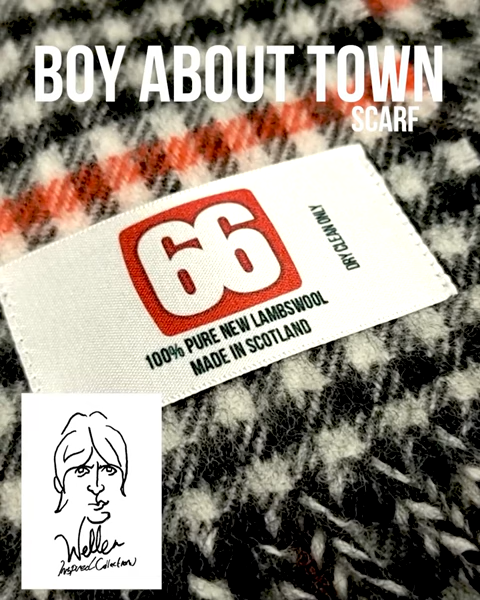 BOY ABOUT TOWN
SCARF
66
DRY CLEAN ONLY
100% PURE NEW LAMBSWOOL
MADE IN SCOTLAND
Weller
Inspired Collection